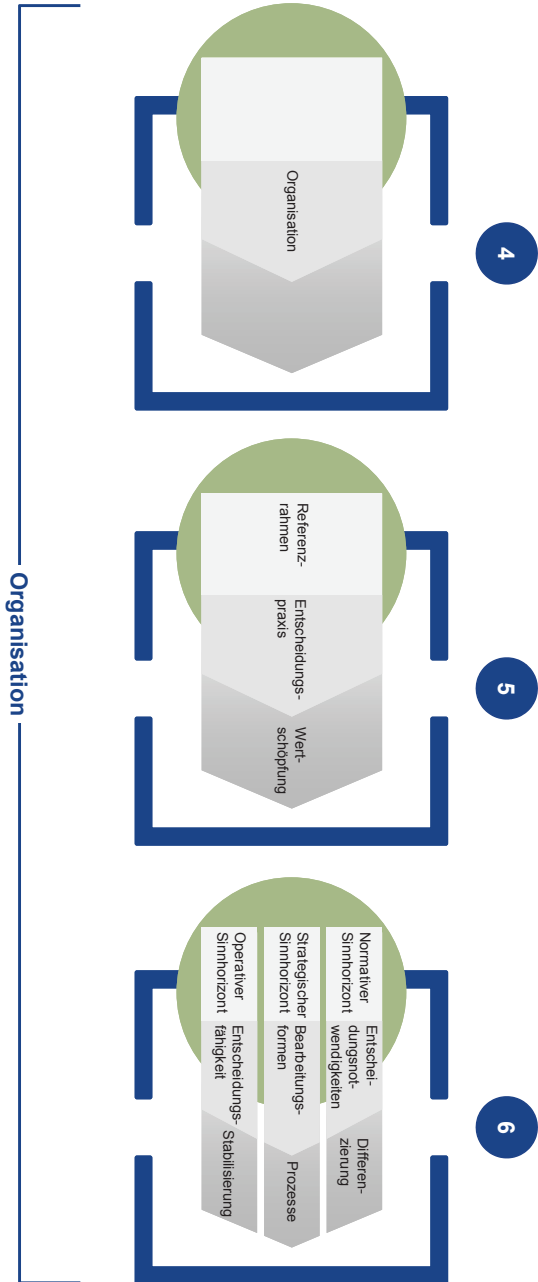 4
5
6
Organisation
Referenz-
rahmen
Entscheidungs-
praxis
Wert-
schöpfung
Normativer
Sinnhorizont
Entschei-
dungsnot-
wendigkeiten
Differen-
zierung
Strategischer
Sinnhorizont
Bearbeitungs-
formen
Prozesse
Operativer
Sinnhorizont
Entscheidungs-
fähigkeit
Stabilisierung
Organisation